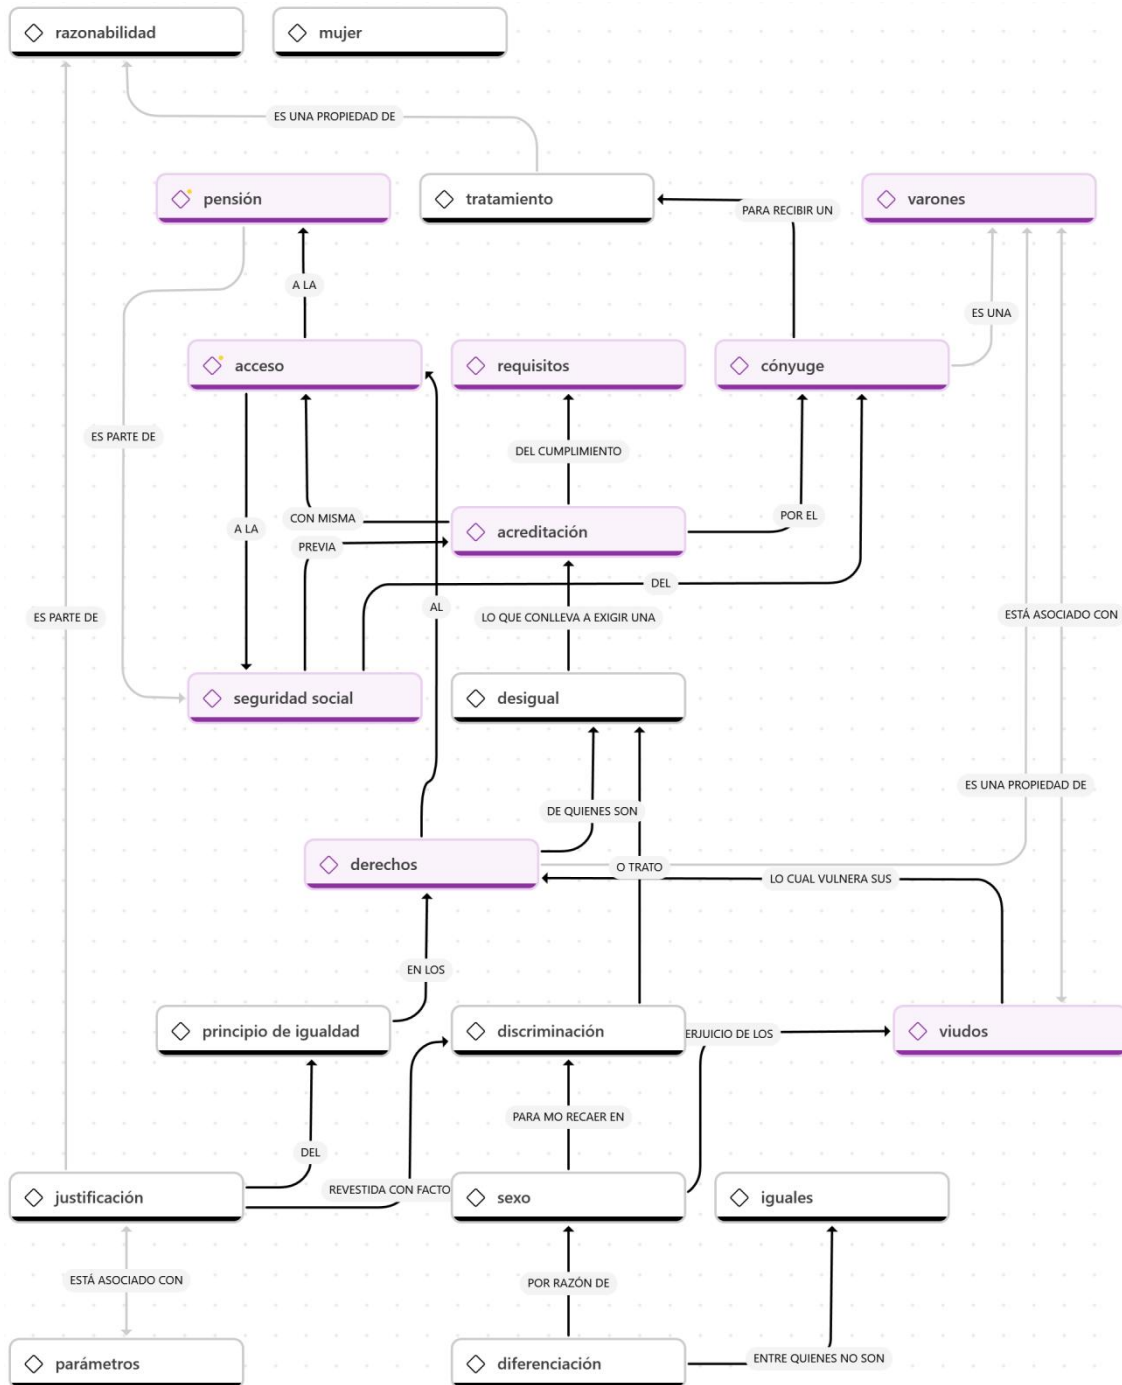 razonabilidad
mujer
ES UNA PROPIEDAD DE
pensión
tratamiento
PARA RECIBIR UN
varones
A LA
ES UNA
acceso
requisitos
cónyuge
ES PARTE DE
DEL CUMPLIMIENTO
CON MISMA
acreditación
POR EL
A LA
PREVIA
DEL
AL
ES PARTE DE
LO QUE CONLLEVA A EXIGIR UNA
ESTÁ ASOCIADO CON
seguridad social
desigual
ES UNA PROPIEDAD DE
DE QUIENES SON
derechos
O TRATO
LO CUAL VULNERA SUS
EN LOS
principio de igualdad
discriminación
ERJUICIO DE LOS
viudos
PARA MO RECAER EN
DEL
justificación
REVESTIDA CON FACTO
sexo
iguales
ESTÁ ASOCIADO CON
POR RAZÓN DE
parámetros
diferenciación
ENTRE QUIENES NO SON